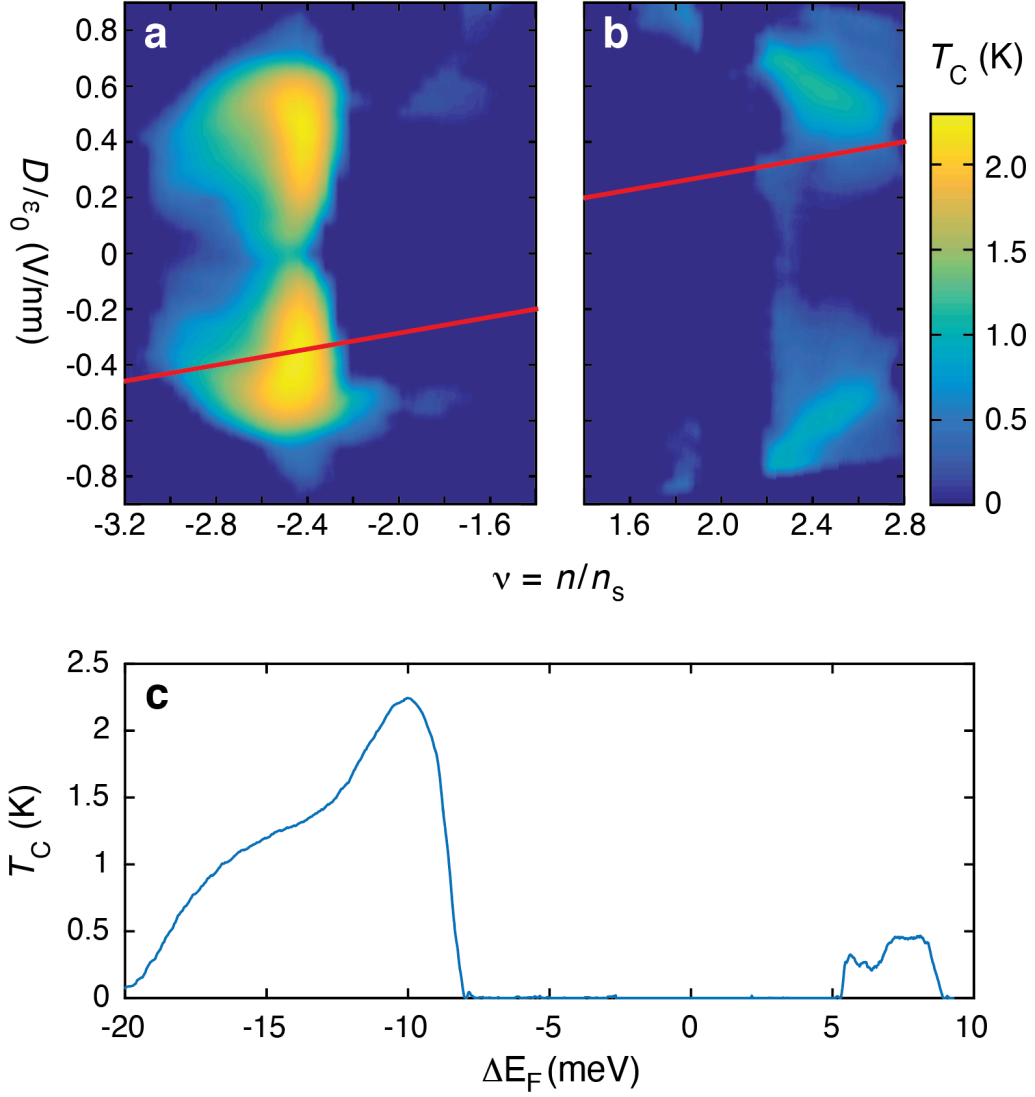 a
b
T_C (K)
0.8
0.6
0.4
0.2
0
-0.2
-0.4
-0.6
-0.8
D/ε₀ (V/nm)
2.0
1.5
1.0
0.5
0
-3.2 -2.8 -2.4 -2.0 -1.6
1.6 2.0 2.4 2.8
ν = n/n_s
c
2.5
2
1.5
1
0.5
0
T_C (K)
-20 -15 -10 -5 0 5 10
ΔE_F (meV)